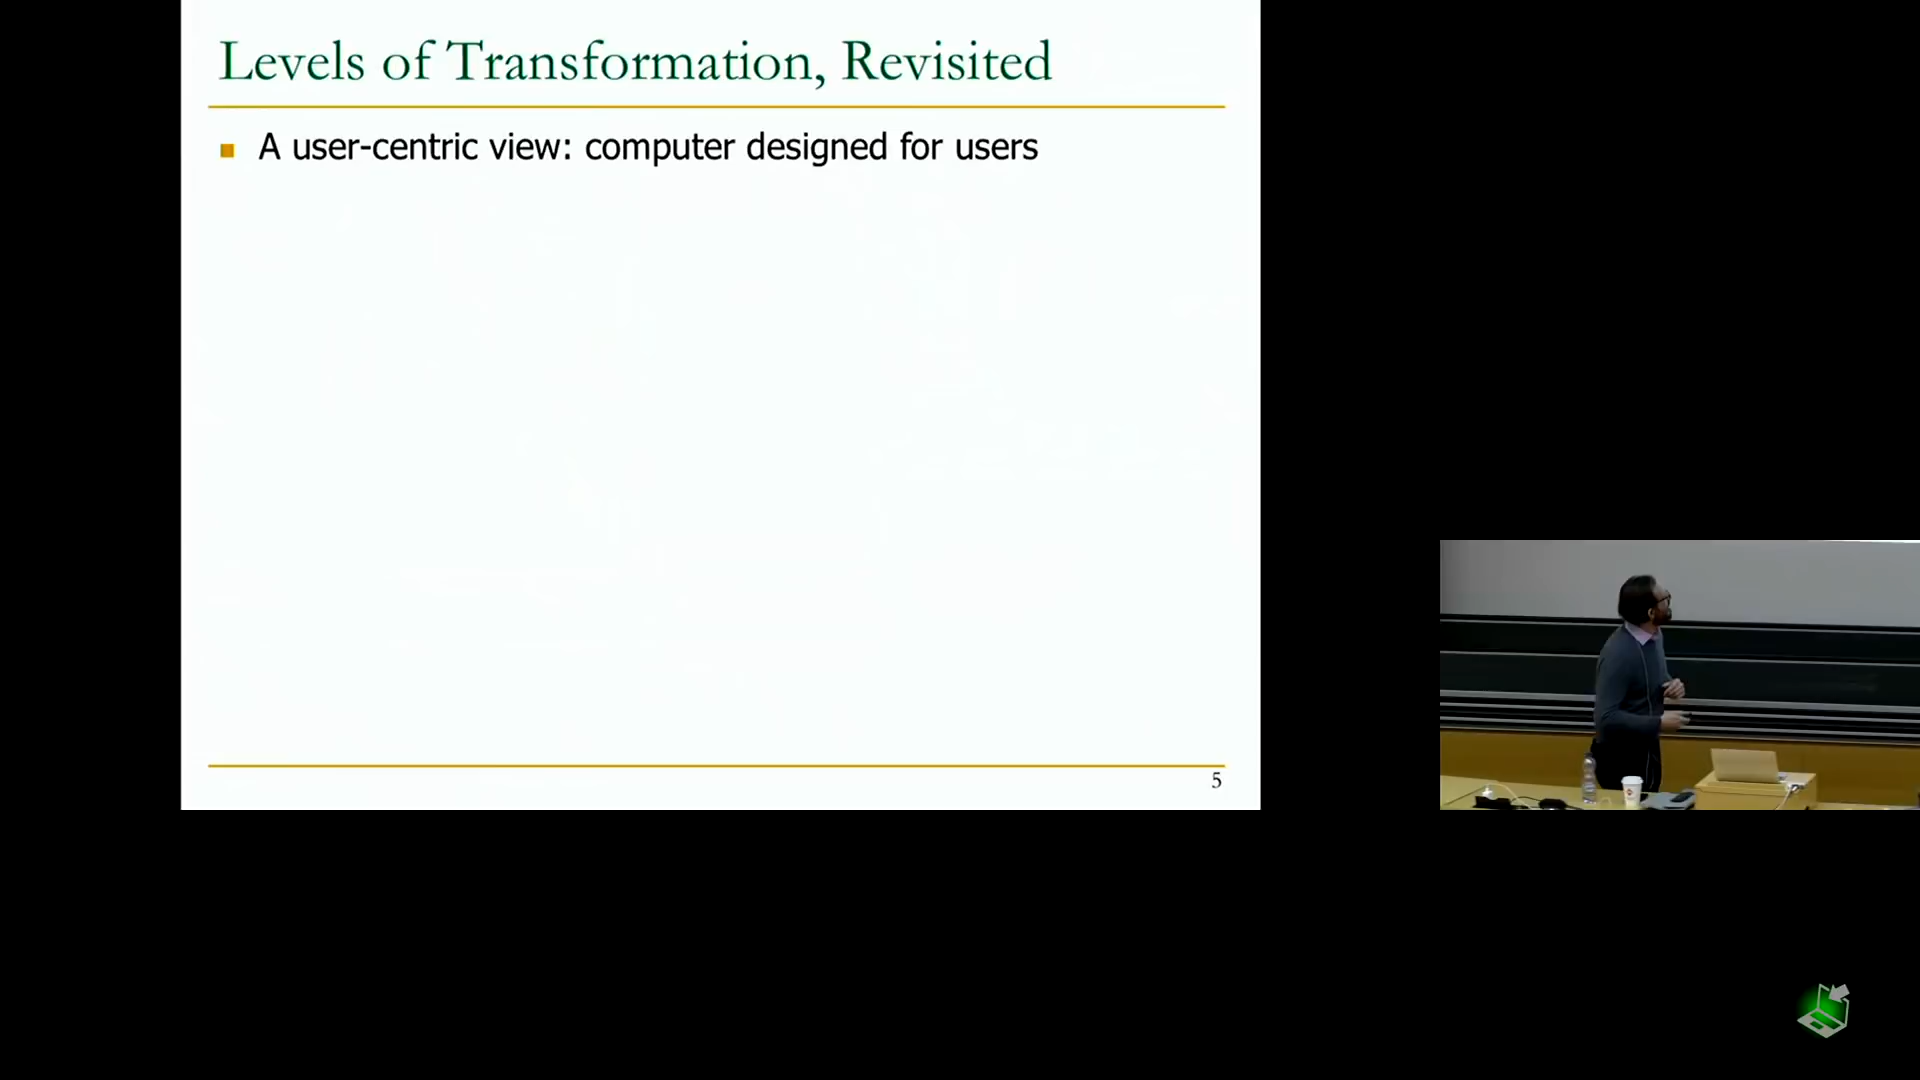 Levels of Transformation, Revisited
A user-centric view: computer designed for users
5